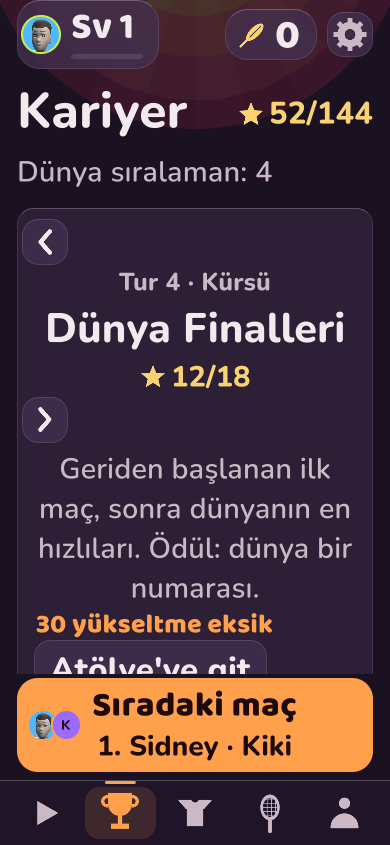 Sv 1
0
Kariyer
52/144
Dünya sıralaman: 4
Tur 4 · Kürsü
Dünya Finalleri
12/18
Geriden başlanan ilk
maç, sonra dünyanın en
hızlıları. Ödül: dünya bir
numarası.
30 yükseltme eksik
Atölye'ye git
Sıradaki maç
K
1. Sidney · Kiki